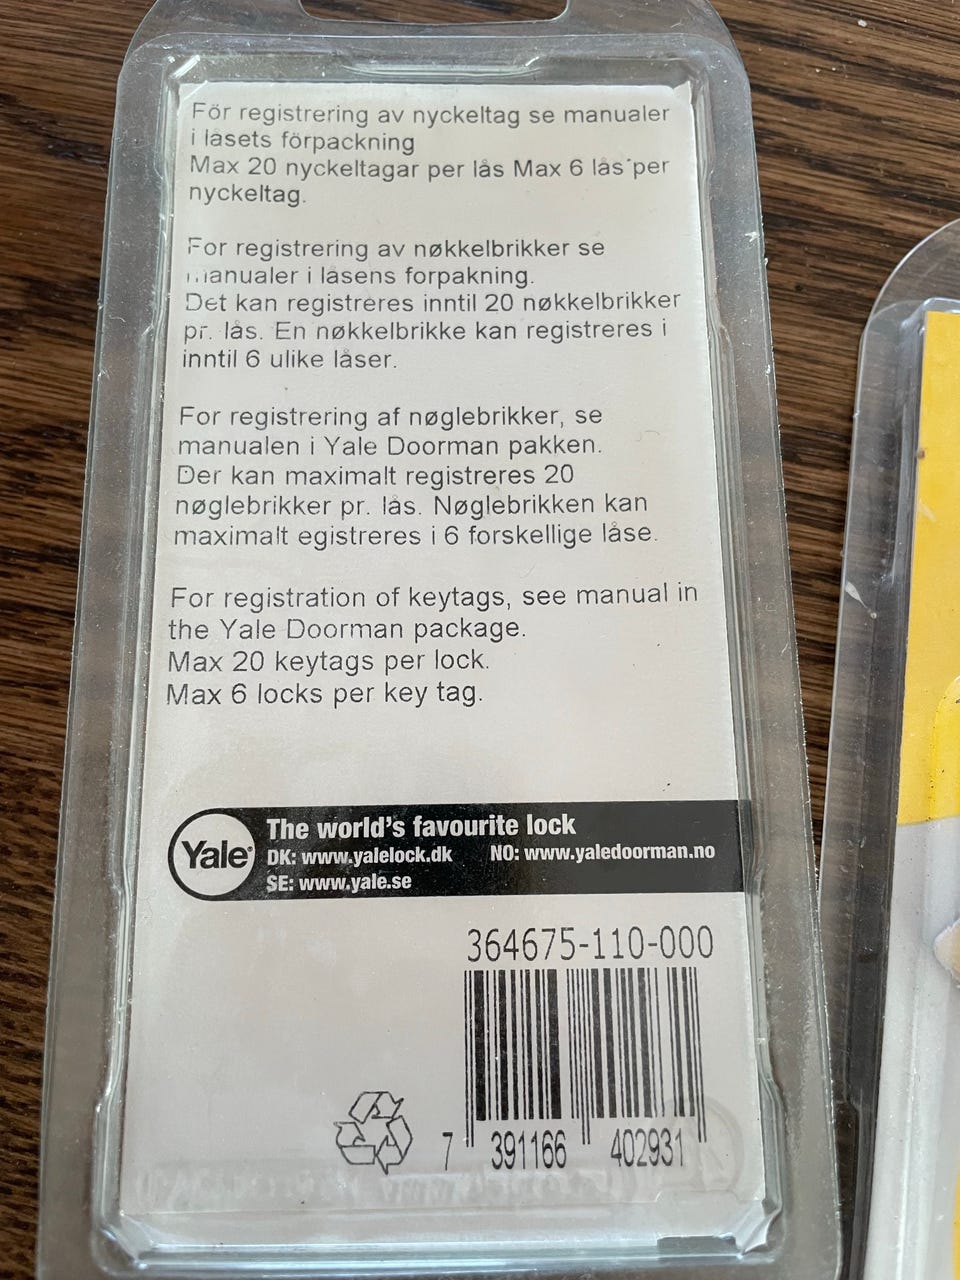 För registrering av nyckeltag se manualer
i låsets förpackning
Max 20 nyckeltagar per lås Max 6 lås per
nyckeltag.
For registrering av nøkkelbrikker se
manualer i låsens forpakning.
Det kan registreres inntil 20 nøkkelbrikker
pr. lås. En nøkkelbrikke kan registreres i
inntil 6 ulike låser.
For registrering af nøglebrikker, se
manualen i Yale Doorman pakken.
Der kan maximalt registreres 20
nøglebrikker pr. lås. Nøglebrikken kan
maximalt egistreres i 6 forskellige låse.
For registration of keytags, see manual in
the Yale Doorman package.
Max 20 keytags per lock.
Max 6 locks per key tag.
Yale®
The world's favourite lock
DK: www.yalelock.dk NO: www.yaledoorman.no
SE: www.yale.se
364675-110-000
7 391166 402931